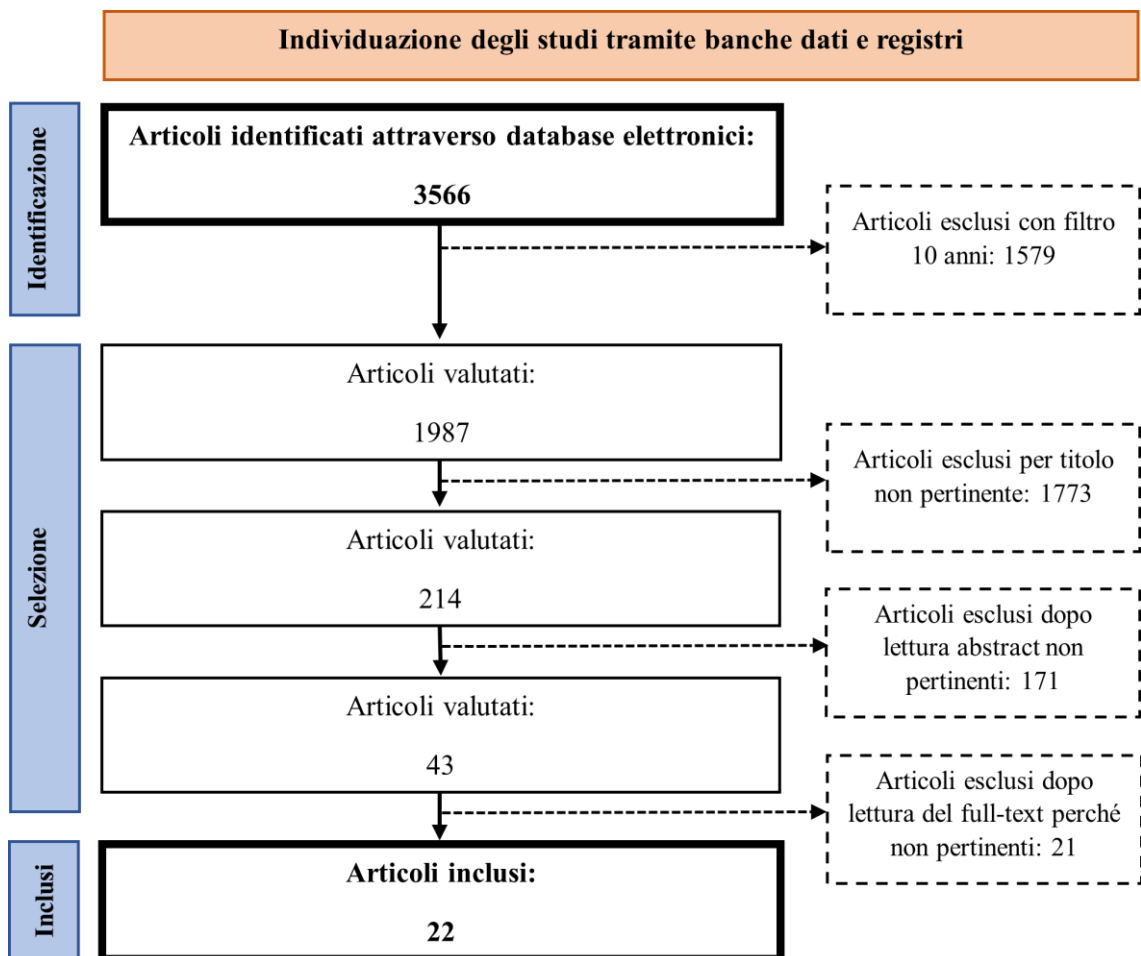 Individuazione degli studi tramite banche dati e registri
Identificazione
Articoli identificati attraverso database elettronici:
3566
Articoli esclusi con filtro
10 anni: 1579
Selezione
Articoli valutati:
1987
Articoli esclusi per titolo
non pertinente: 1773
Articoli valutati:
214
Articoli esclusi dopo
lettura abstract non
pertinenti: 171
Articoli valutati:
43
Articoli esclusi dopo
lettura del full-text perché
non pertinenti: 21
Inclusi
Articoli inclusi:
22